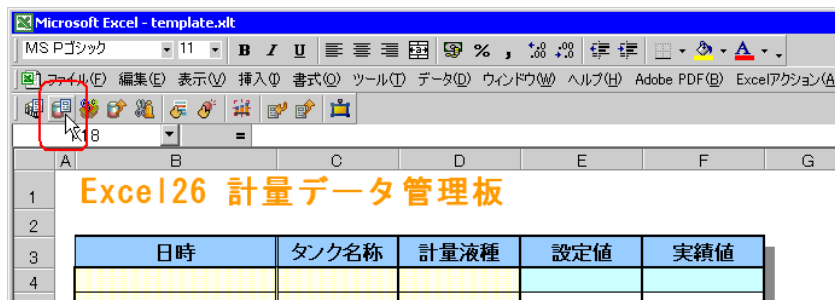 Microsoft Excel - template.xlt
MS Pゴシック 11 B I U % ,
ファイル(F) 編集(E) 表示(V) 挿入(I) 書式(O) ツール(T) データ(D) ウィンドウ(W) ヘルプ(H) Adobe PDF(B) Excelアクション(A
K18 =
A B C D E F G
1 Excel26 計量データ管理板
2
3 日時 タンク名称 計量液種 設定値 実績値
4